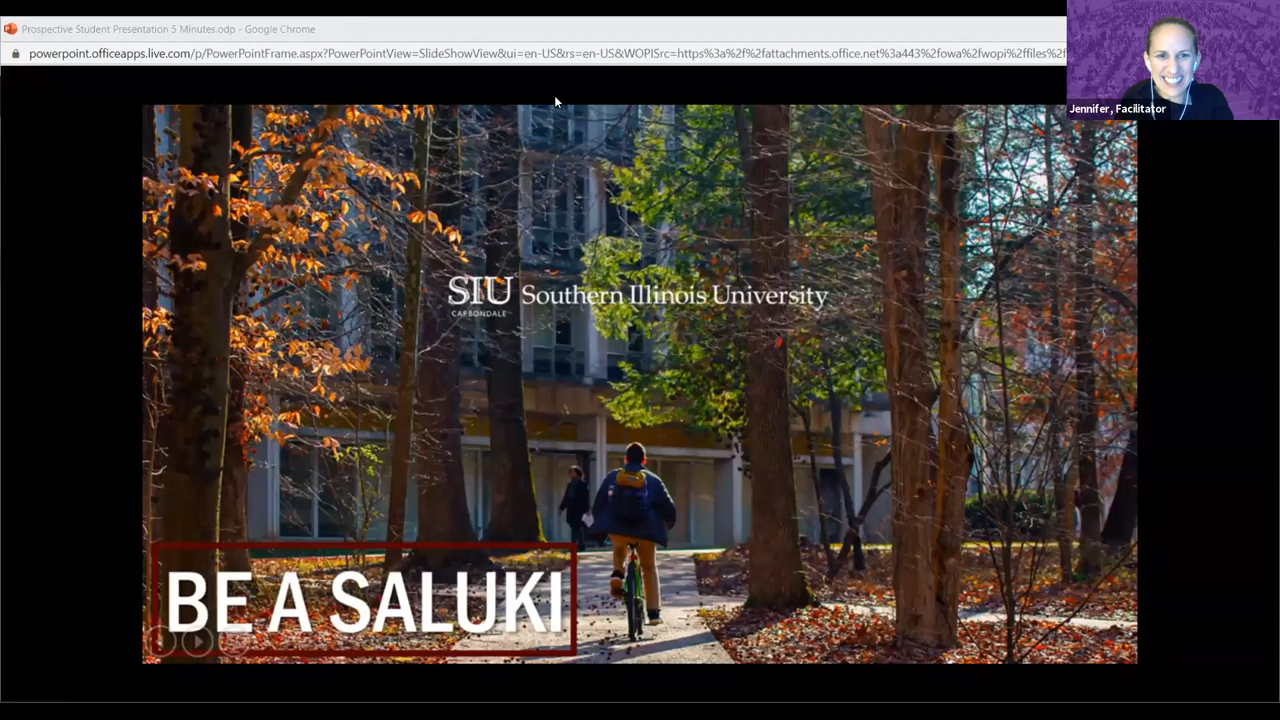 Prospective Student Presentation 5 Minutes.odp - Google Chrome
powerpoint.officeapps.live.com/p/PowerPointFrame.aspx?PowerPointView=SlideShowView&ui=en-US&rs=en-US&WOPISrc=https%3a%2f%2fattachments.office.net%3a443%2fowa%2fwopi%2ffiles%2f
Jennifer, Facilitator
SIU Southern Illinois University
CARBONDALE
BE A SALUKI